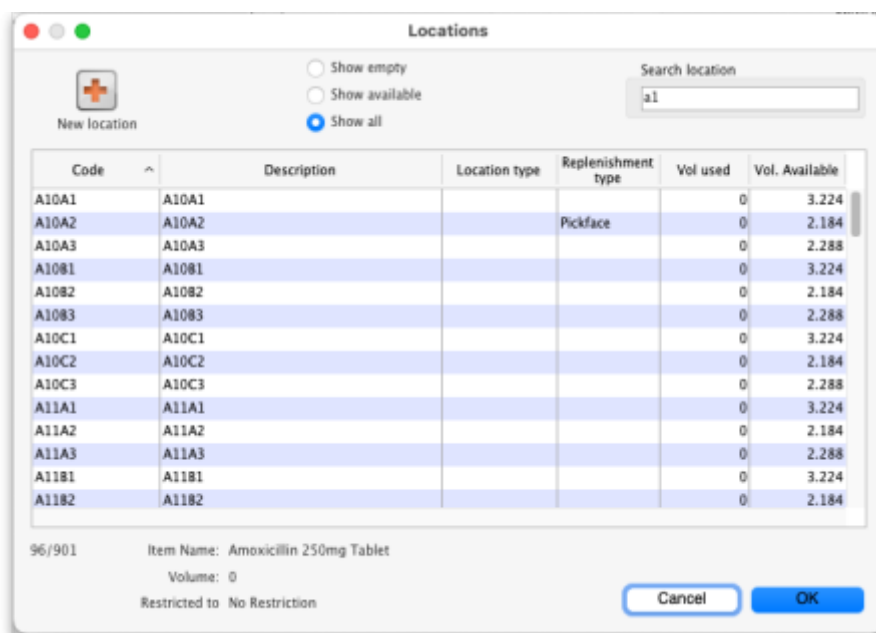 Locations
New location
Show empty
Show available
Show all
Search location
a1
Code Description Location type Replenishment type Vol used Vol. Available
A10A1 A10A1 0 3.224
A10A2 A10A2 Pickface 0 2.184
A10A3 A10A3 0 2.288
A10B1 A10B1 0 3.224
A10B2 A10B2 0 2.184
A10B3 A10B3 0 2.288
A10C1 A10C1 0 3.224
A10C2 A10C2 0 2.184
A10C3 A10C3 0 2.288
A11A1 A11A1 0 3.224
A11A2 A11A2 0 2.184
A11A3 A11A3 0 2.288
A11B1 A11B1 0 3.224
A11B2 A11B2 0 2.184
96/901 Item Name: Amoxicillin 250mg Tablet
Volume: 0
Restricted to No Restriction
Cancel OK